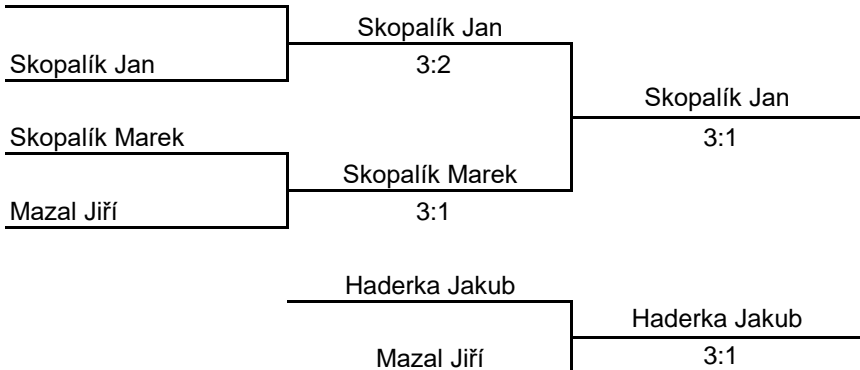 Skopalík Jan
Skopalík Jan
3:2
Skopalík Jan
Skopalík Marek
3:1
Skopalík Marek
Mazal Jiří
3:1
Haderka Jakub
Haderka Jakub
Mazal Jiří
3:1